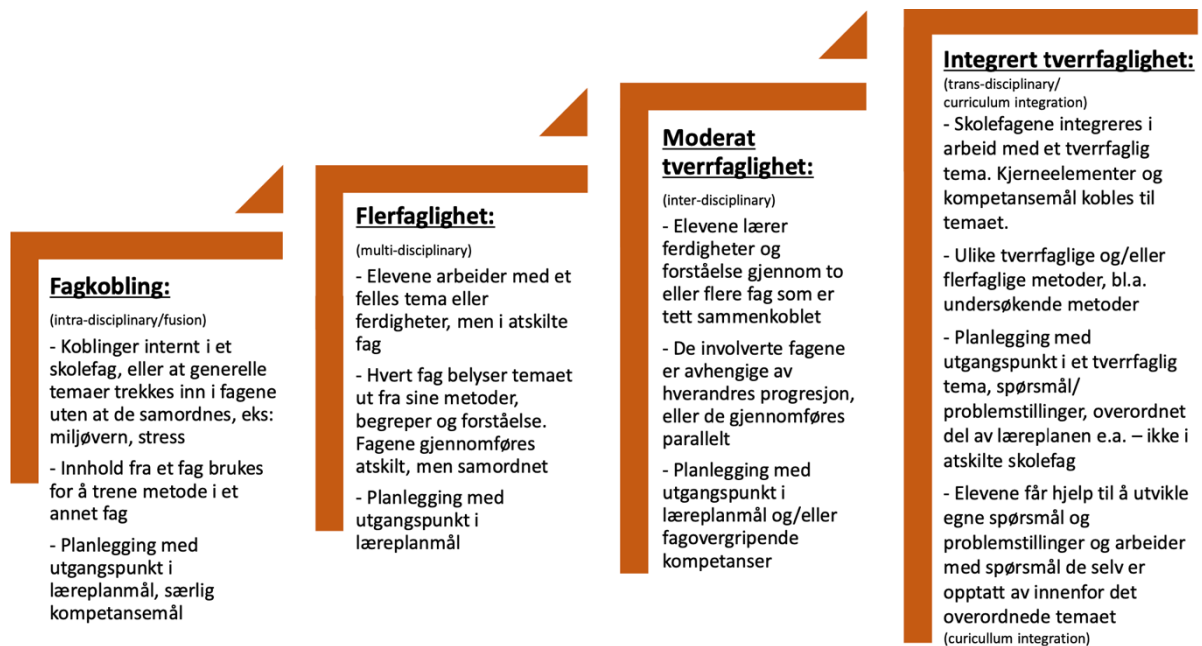 Fagkobling:
(intra-disciplinary/fusion)
- Koblinger internt i et
skolefag, eller at generelle
temaer trekkes inn i fagene
uten at de samordnes, eks:
miljøvern, stress
- Innhold fra et fag brukes
for å trene metode i et
annet fag
- Planlegging med
utgangspunkt i
læreplanmål, særlig
kompetansemål
Flerfaglighet:
(multi-disciplinary)
- Elevene arbeider med et
felles tema eller
ferdigheter, men i atskilte
fag
- Hvert fag belyser temaet
ut fra sine metoder,
begreper og forståelse.
Fagene gjennomføres
atskilt, men samordnet
- Planlegging med
utgangspunkt i
læreplanmål
Moderat
tverrfaglighet:
(inter-disciplinary)
- Elevene lærer
ferdigheter og
forståelse gjennom to
eller flere fag som er
tett sammenkoblet
- De involverte fagene
er avhengige av
hverandres progresjon,
eller de gjennomføres
parallelt
- Planlegging med
utgangspunkt i
læreplanmål og/eller
fagovergripende
kompetanser
Integrert tverrfaglighet:
(trans-disciplinary/
curriculum integration)
- Skolefagene integreres i
arbeid med et tverrfaglig
tema. Kjerneelementer og
kompetansemål kobles til
temaet.
- Ulike tverrfaglige og/eller
flerfaglige metoder, bl.a.
undersøkende metoder
- Planlegging med
utgangspunkt i et tverrfaglig
tema, spørsmål/
problemstillinger, overordnet
del av læreplanen e.a. – ikke i
atskilte skolefag
- Elevene får hjelp til å utvikle
egne spørsmål og
problemstillinger og arbeider
med spørsmål de selv er
opptatt av innenfor det
overordnede temaet
(curicullum integration)